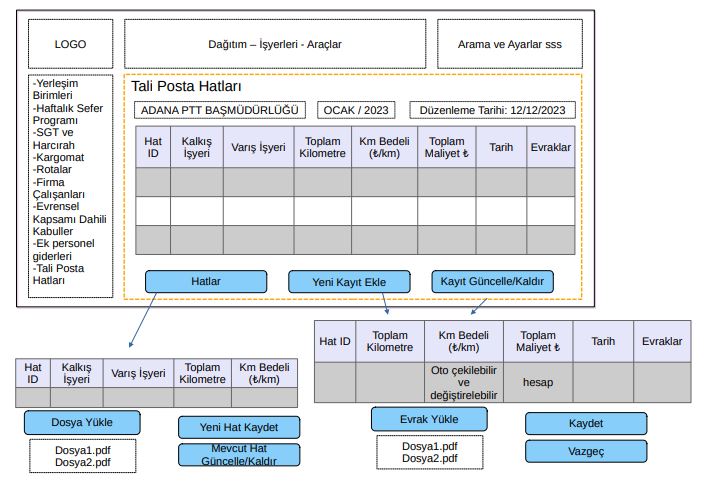 LOGO
Dağıtım – İşyerleri - Araçlar
Arama ve Ayarlar sss
-Yerleşim
Birimleri
-Haftalık Sefer
Programı
-SGT ve
Harcırah
-Kargomat
-Rotalar
-Firma
Çalışanları
-Evrensel
Kapsamı Dahili
Kabuller
-Ek personel
giderleri
-Tali Posta
Hatları
Tali Posta Hatları
ADANA PTT BAŞMÜDÜRLÜĞÜ
OCAK / 2023
Düzenleme Tarihi: 12/12/2023
Hat
ID
Kalkış
İşyeri
Varış İşyeri
Toplam
Kilometre
Km Bedeli
(₺/km)
Toplam
Maliyet ₺
Tarih
Evraklar
Hatlar
Yeni Kayıt Ekle
Kayıt Güncelle/Kaldır
Hat
ID
Kalkış
İşyeri
Varış İşyeri
Toplam
Kilometre
Km Bedeli
(₺/km)
Dosya Yükle
Dosya1.pdf
Dosya2.pdf
Yeni Hat Kaydet
Mevcut Hat
Güncelle/Kaldır
Hat ID
Toplam
Kilometre
Km Bedeli
(₺/km)
Toplam
Maliyet ₺
Tarih
Evraklar
Oto çekilebilir
ve
değiştirelebilir
hesap
Evrak Yükle
Dosya1.pdf
Dosya2.pdf
Kaydet
Vazgeç